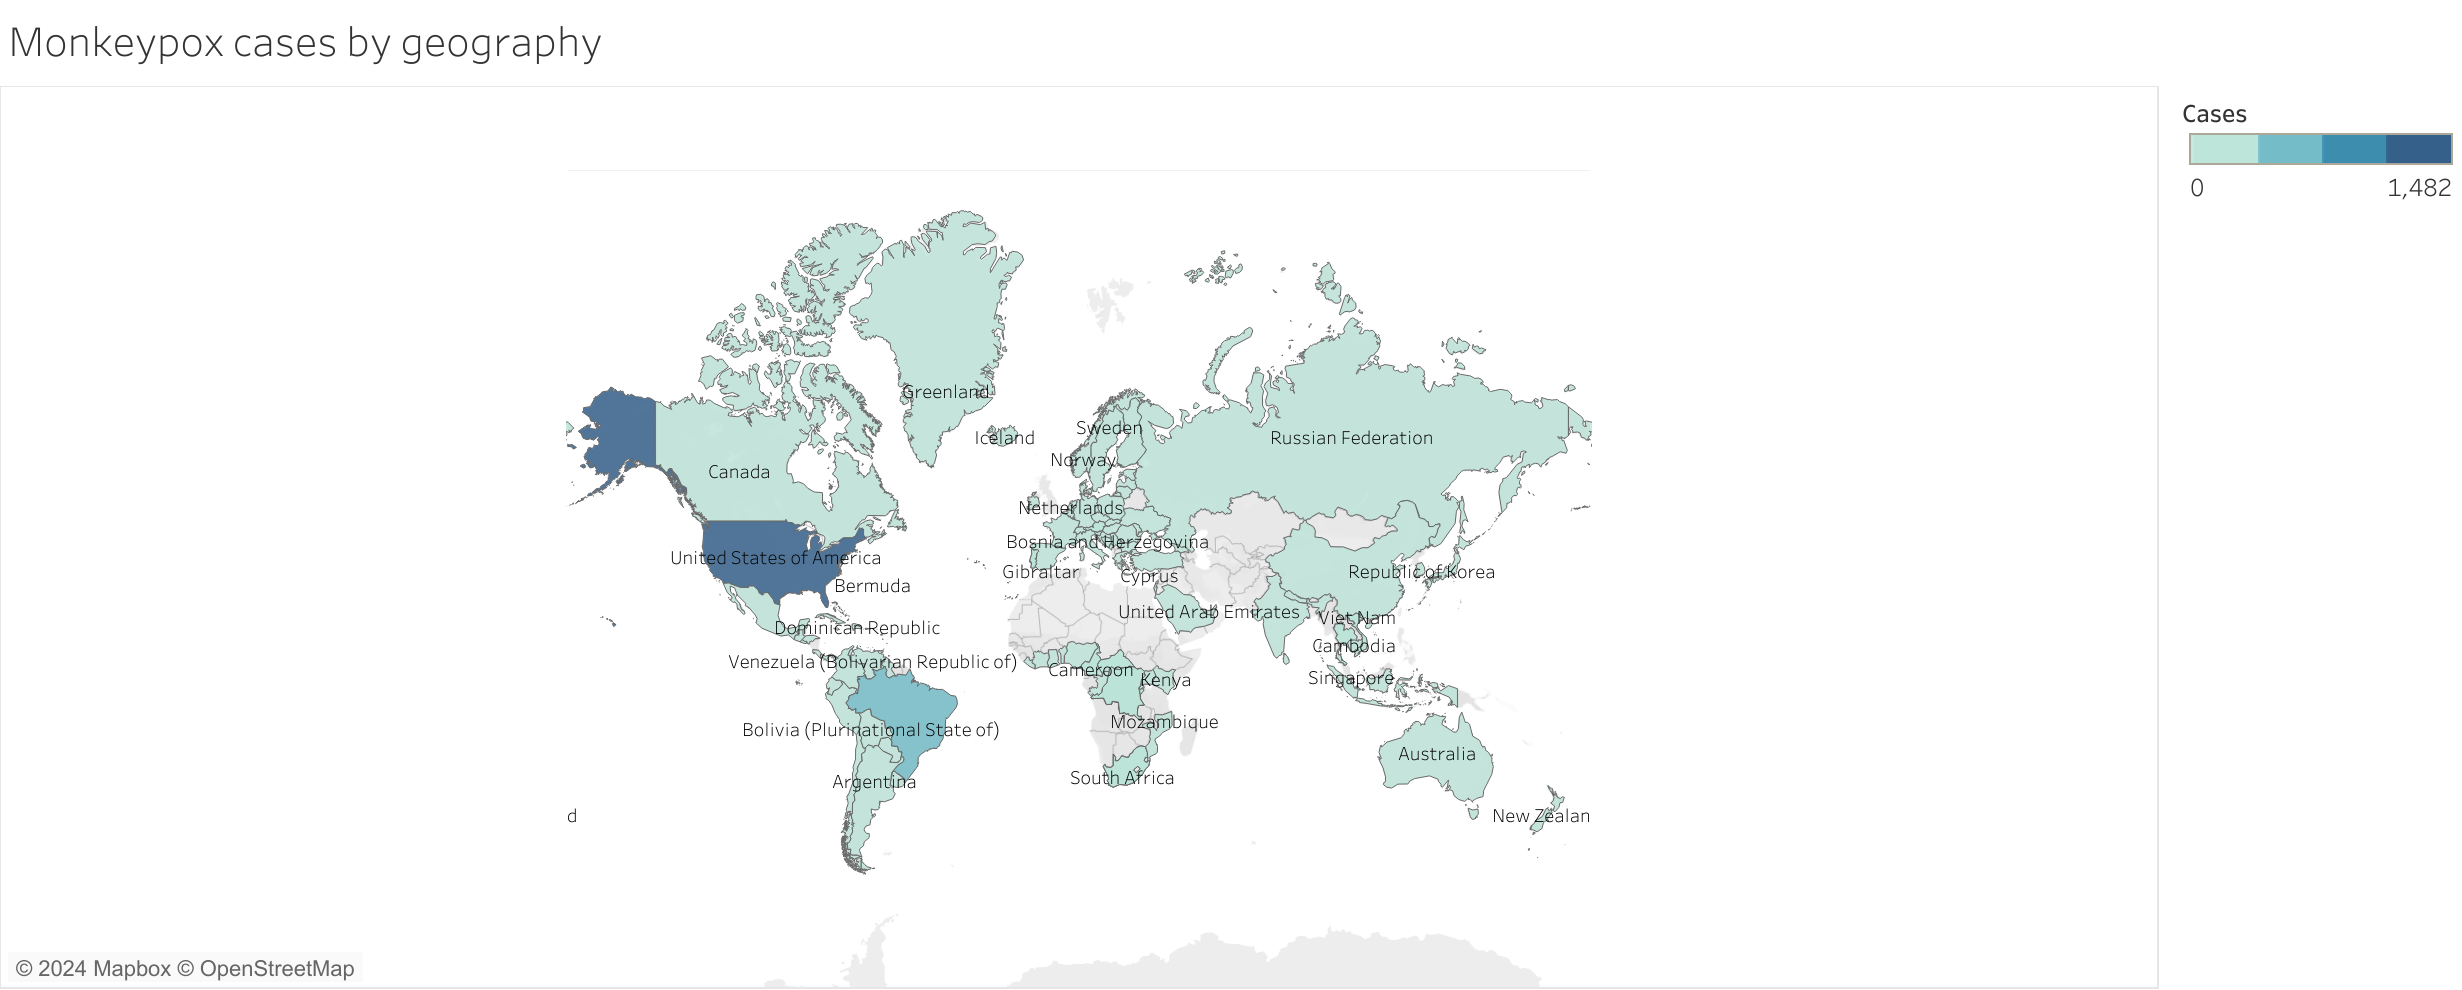 Monkeypox cases by geography
Cases
0
1,482
Greenland
Iceland
Sweden
Russian Federation
Norway
Canada
Netherlands
Bosnia and Herzegovina
United States of America
Gibraltar
Cyprus
Republic of Korea
Bermuda
United Arab Emirates
Viet Nam
Dominican Republic
Cambodia
Venezuela (Bolivarian Republic of)
Cameroon
Kenya
Singapore
Mozambique
Bolivia (Plurinational State of)
Australia
South Africa
Argentina
d
New Zealan
© 2024 Mapbox © OpenStreetMap